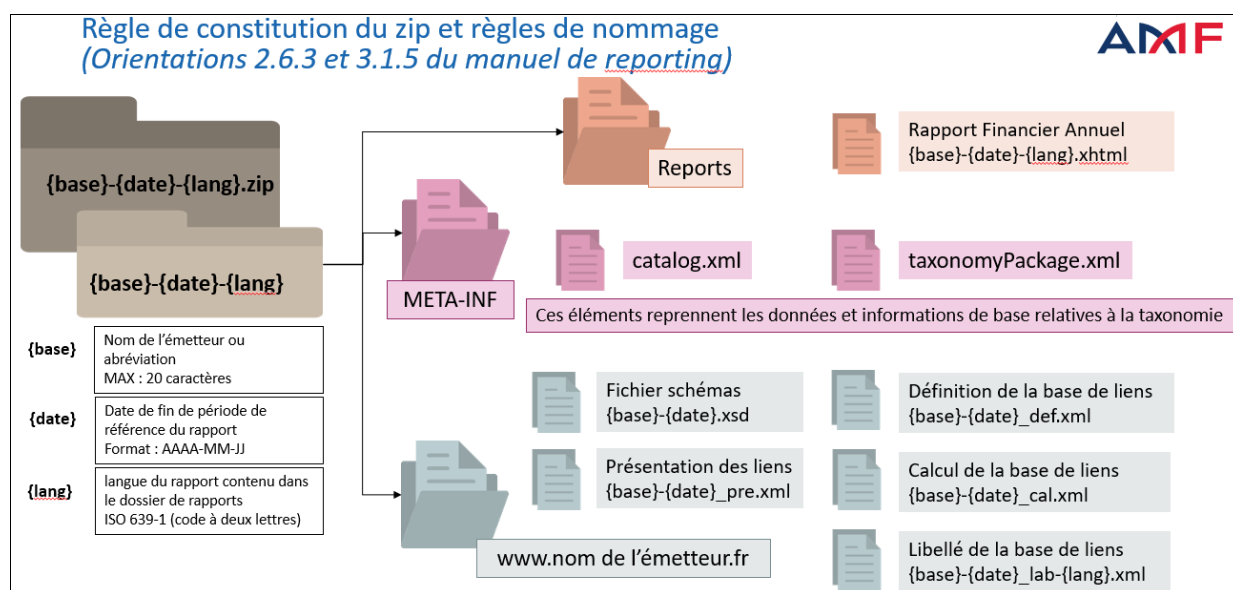 Règle de constitution du zip et règles de nommage
(Orientations 2.6.3 et 3.1.5 du manuel de reporting)
AMF
{base}-{date}-{lang}.zip
{base}-{date}-{lang}
Reports
Rapport Financier Annuel
{base}-{date}-{lang}.xhtml
META-INF
catalog.xml
taxonomyPackage.xml
Ces éléments reprennent les données et informations de base relatives à la taxonomie
{base}
Nom de l'émetteur ou
abréviation
MAX : 20 caractères
{date}
Date de fin de période de
référence du rapport
Format : AAAA-MM-JJ
{lang}
langue du rapport contenu dans
le dossier de rapports
ISO 639-1 (code à deux lettres)
www.nom de l'émetteur.fr
Fichier schémas
{base}-{date}.xsd
Définition de la base de liens
{base}-{date}_def.xml
Présentation des liens
{base}-{date}_pre.xml
Calcul de la base de liens
{base}-{date}_cal.xml
Libellé de la base de liens
{base}-{date}_lab-{lang}.xml